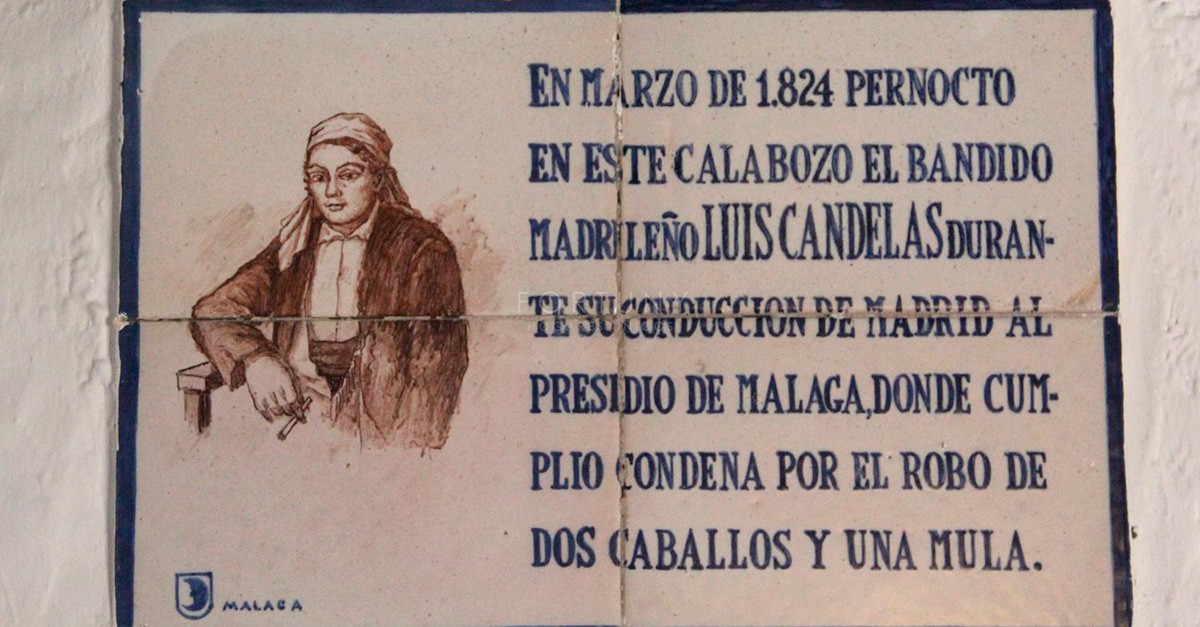 EN MARZO DE 1.824 PERNOCTO
EN ESTE CALABOZO EL BANDIDO
MADRILEÑO LUIS CANDELAS DURAN-
TE SU CONDUCCION DE MADRID AL
PRESIDIO DE MALAGA, DONDE CUM-
PLIO CONDENA POR EL ROBO DE
DOS CABALLOS Y UNA MULA.
MALAGA